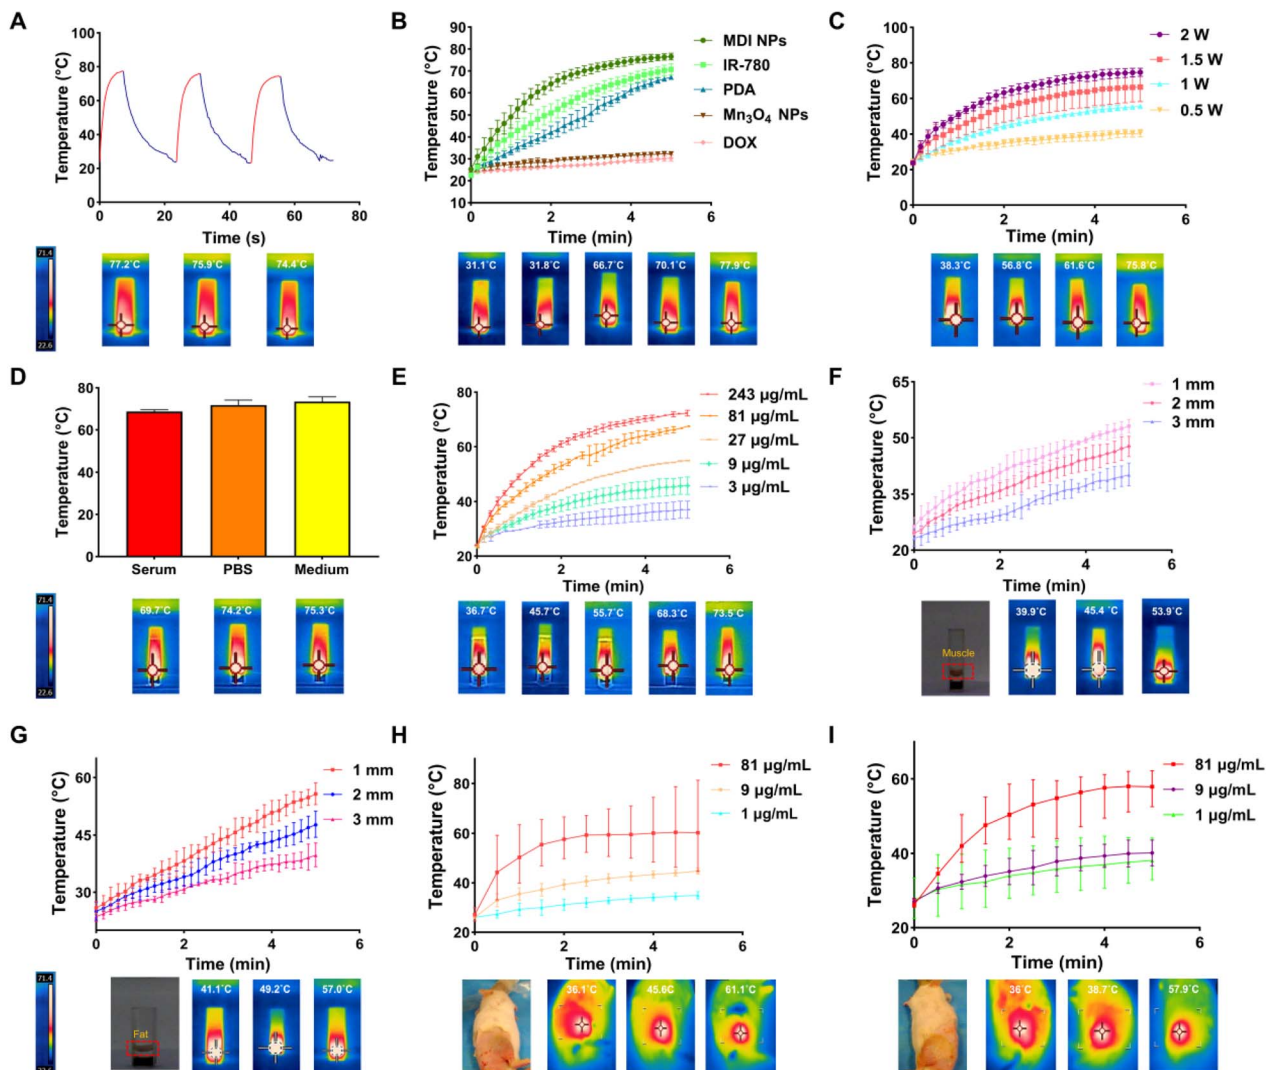 A
Temperature (°C)
100
80
60
40
20
0
0 20 40 60 80
Time (s)
71.4
22.6
77.2°C 75.9°C 74.4°C
B
Temperature (°C)
90
80
70
60
50
40
30
20
10
0 2 4 6
Time (min)
MDI NPs
IR-780
PDA
Mn₃O₄ NPs
DOX
31.1°C 31.8°C 66.7°C 70.1°C 77.9°C
C
Temperature (°C)
100
80
60
40
20
0
0 2 4 6
Time (min)
2 W
1.5 W
1 W
0.5 W
38.3°C 56.8°C 61.6°C 75.8°C
D
Temperature (°C)
80
60
40
20
0
Serum PBS Medium
71.4
22.6
69.7°C 74.2°C 75.3°C
E
Temperature (°C)
80
60
40
20
0 2 4 6
Time (min)
243 µg/mL
81 µg/mL
27 µg/mL
9 µg/mL
3 µg/mL
36.7°C 45.7°C 55.7°C 68.3°C 73.5°C
F
Temperature (°C)
65
50
35
20
0 2 4 6
Time (min)
1 mm
2 mm
3 mm
Muscle
39.9°C 45.4 °C 53.9°C
G
Temperature (°C)
60
45
30
0 2 4 6
Time (min)
1 mm
2 mm
3 mm
71.4
Fat
41.1°C 49.2°C 57.0°C
H
Temperature (°C)
80
60
40
20
0 2 4 6
Time (min)
81 µg/mL
9 µg/mL
1 µg/mL
36.1°C 45.6C 61.1°C
I
Temperature (°C)
60
40
20
0 2 4 6
Time (min)
81 µg/mL
9 µg/mL
1 µg/mL
36°C 38.7°C 57.9°C